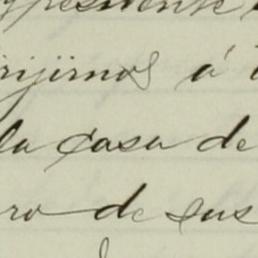 rijimos á
la casa de
ro de sus